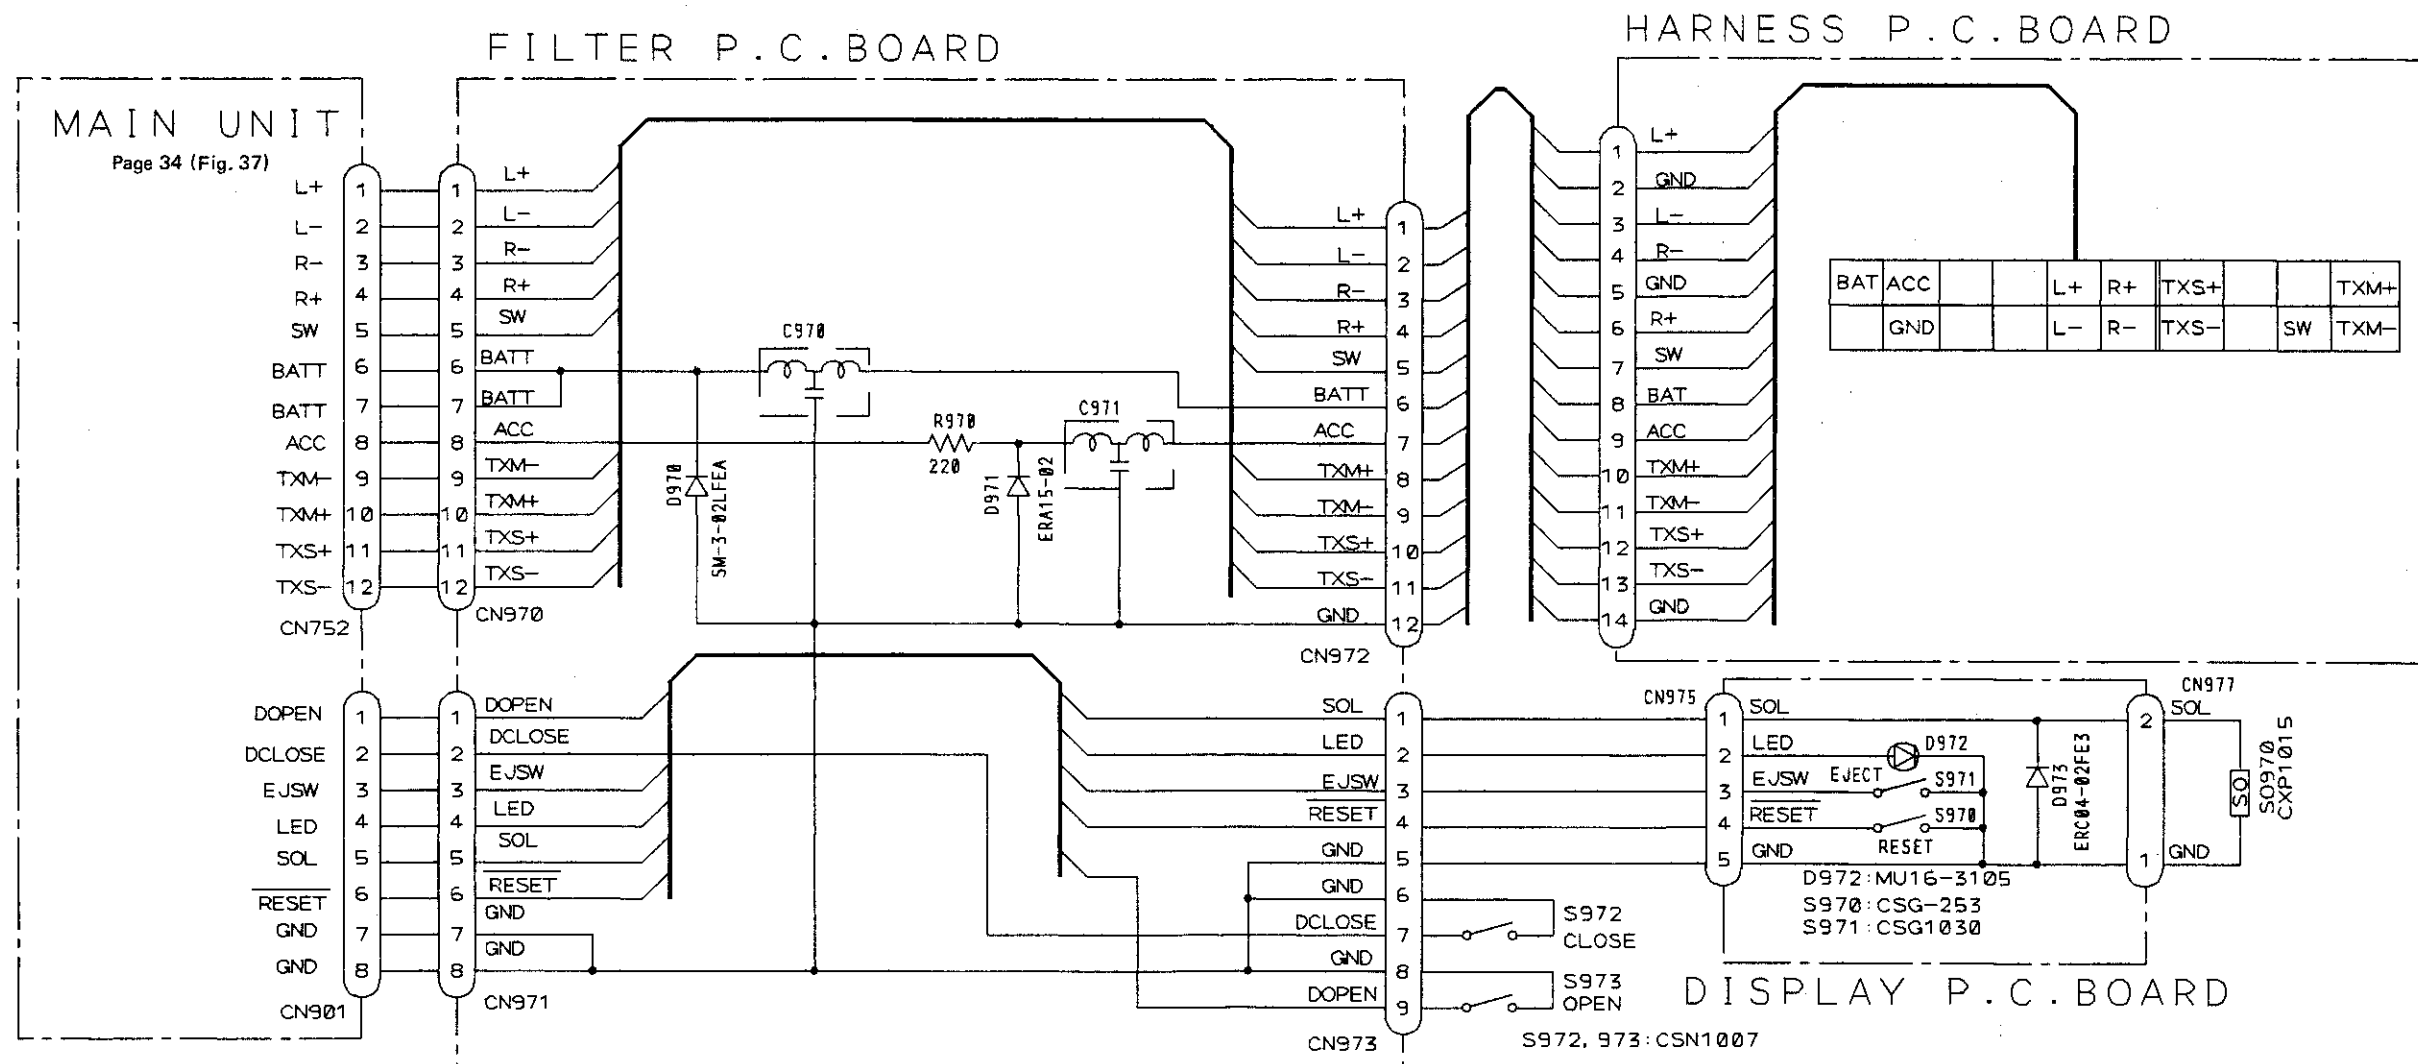 FILTER P.C.BOARD
HARNESS P.C.BOARD
MAIN UNIT
Page 34 (Fig. 37)
L+ 1 1 L+
L- 2 2 L-
R- 3 3 R-
R+ 4 4 R+
SW 5 5 SW
BATT 6 6 BATT
BATT 7 7 BATT
ACC 8 8 ACC
TXM- 9 9 TXM-
TXM+ 10 10 TXM+
TXS+ 11 11 TXS+
TXS- 12 12 TXS-
CN752
CN970
C970
R970
220
C971
D970
SM-3-02LFEA
D971
ERA15-02
L+ 1
L- 2
R- 3
R+ 4
SW 5
BATT 6
ACC 7
TXM+ 8
TXM- 9
TXS+ 10
TXS- 11
GND 12
CN972
1 L+
2 GND
3 L-
4 R-
5 GND
6 R+
7 SW
8 BAT
9 ACC
10 TXM+
11 TXM-
12 TXS+
13 TXS-
14 GND
BAT ACC L+ R+ TXS+ TXM+
GND L- R- TXS- SW TXM-
DOPEN 1 1 DOPEN
DCLOSE 2 2 DCLOSE
EJSW 3 3 EJSW
LED 4 4 LED
SOL 5 5 SOL
RESET 6 6 RESET
GND 7 7 GND
GND 8 8 GND
CN901
CN971
SOL 1
LED 2
EJSW 3
RESET 4
GND 5
GND 6
DCLOSE 7
GND 8
DOPEN 9
CN973
S972
CLOSE
S973
OPEN
S972, 973:CSN1007
CN975
1 SOL
2 LED
3 EJSW
4 RESET
5 GND
D972
EJECT S971
S970
RESET
D973
ERC04-02FE3
CN977
2 SOL
1 GND
SO
SO970
CXP1015
D972:MU16-3105
S970:CSG-253
S971:CSG1030
DISPLAY P.C.BOARD